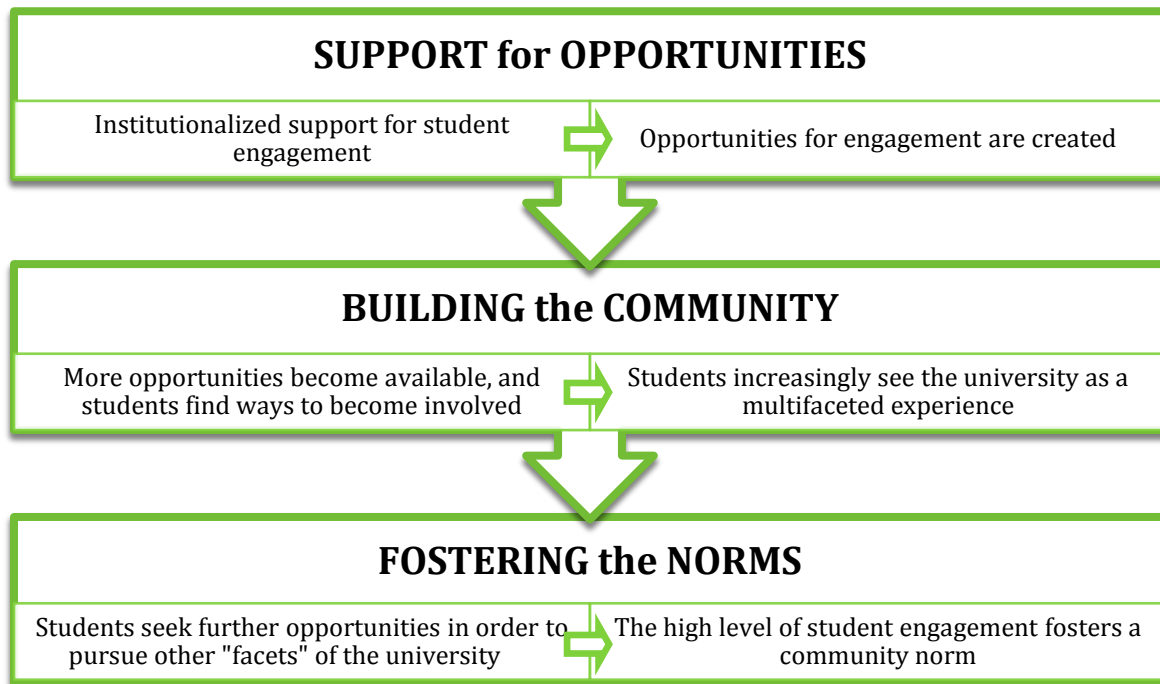 SUPPORT for OPPORTUNITIES
Institutionalized support for student
engagement
Opportunities for engagement are created
BUILDING the COMMUNITY
More opportunities become available, and
students find ways to become involved
Students increasingly see the university as a
multifaceted experience
FOSTERING the NORMS
Students seek further opportunities in order to
pursue other "facets" of the university
The high level of student engagement fosters a
community norm